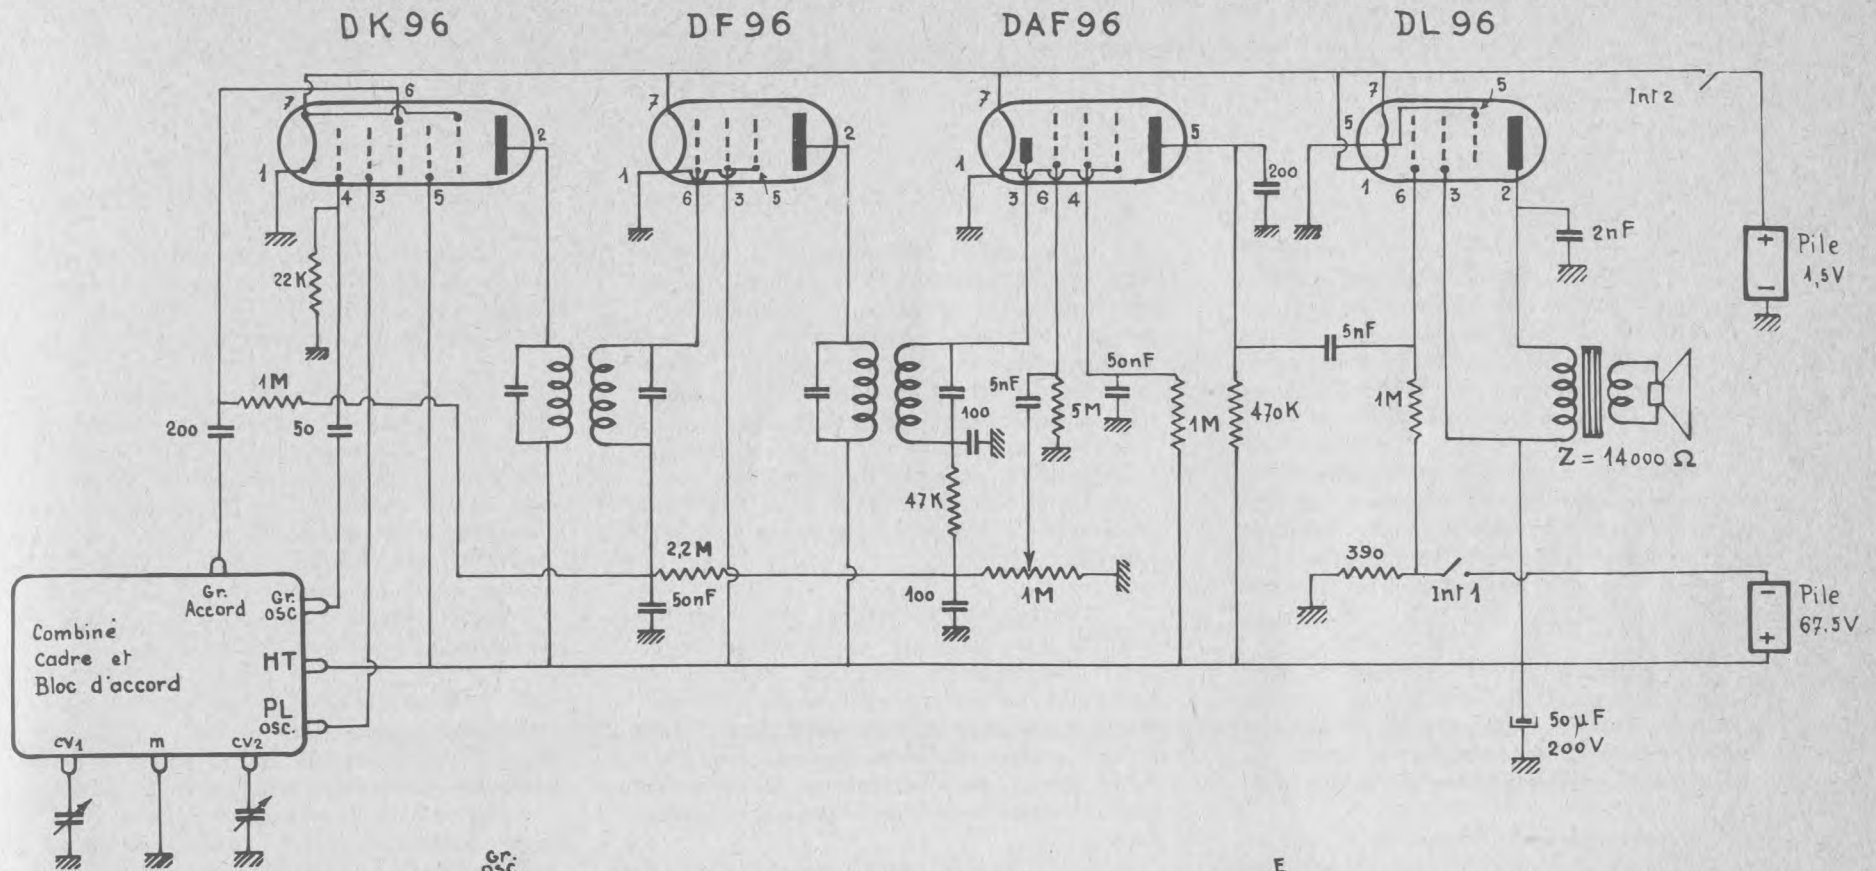 DK96 DF96 DAF96 DL96
7 6 2 1 4 3 5
7 2 1 6 3 5
7 5 1 3 6 4
7 5 5 1 6 3 2
Int 2
200
2nF
Pile
1,5V
22K
1M
200
50
5nF
100
5M
50nF
1M
470K
5nF
1M
Z = 14000 Ω
47K
2,2M
50nF
100
1M
390
Int 1
Pile
67.5V
Gr.
Accord
Gr.
osc
Combiné
Cadre et
Bloc d'accord
HT
PL
osc.
cv1 m cv2
50µF
200V
Gr.
osc
E